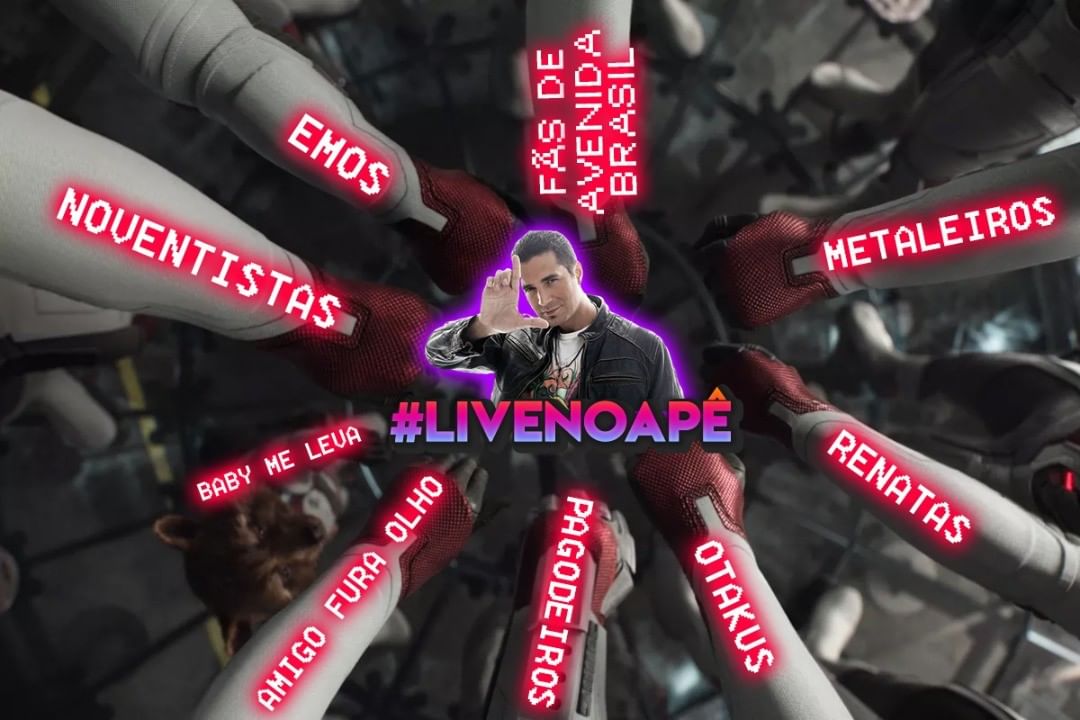 FÃS DE
AVENIDA
BRASIL
EMOS
NOVENTISTAS
METALEIROS
#LIVENOAPÊ
BABY ME LEVA
RENATAS
AMIGO FURA OLHO
PAGODEIROS
OTAKUS